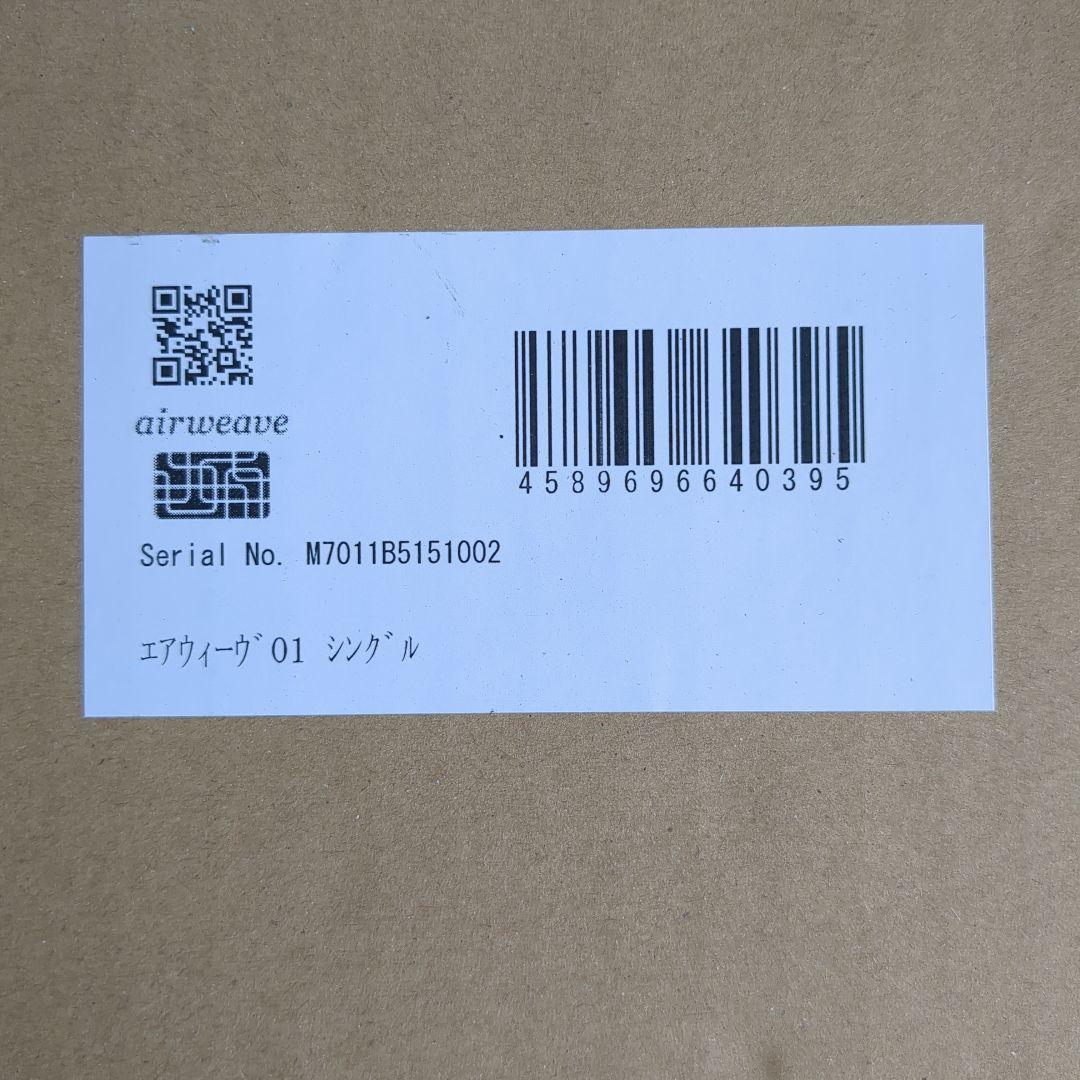 airweave
4589696640395
Serial No. M7011B5151002
ｴｱｳｨｰｳﾞ01 ｼﾝｸﾞﾙ